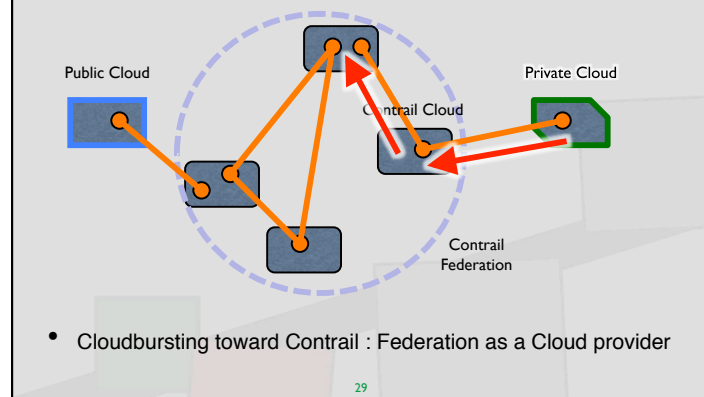 Public Cloud
Private Cloud
Contrail Cloud
Contrail
Federation
• Cloudbursting toward Contrail : Federation as a Cloud provider
29